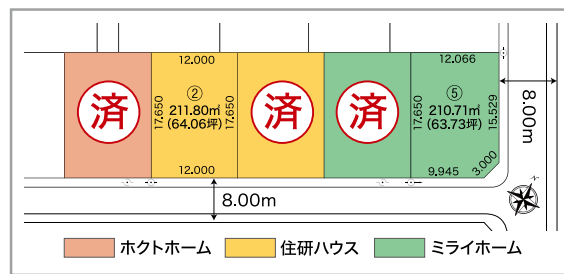 12.000
12.066
済
②
211.80㎡
(64.06坪)
17.650
17.650
済
済
17.650
⑤
210.71㎡
(63.73坪)
15.529
8.00m
12.000
9.945
3.000
8.00m
ホクトホーム
住研ハウス
ミライホーム